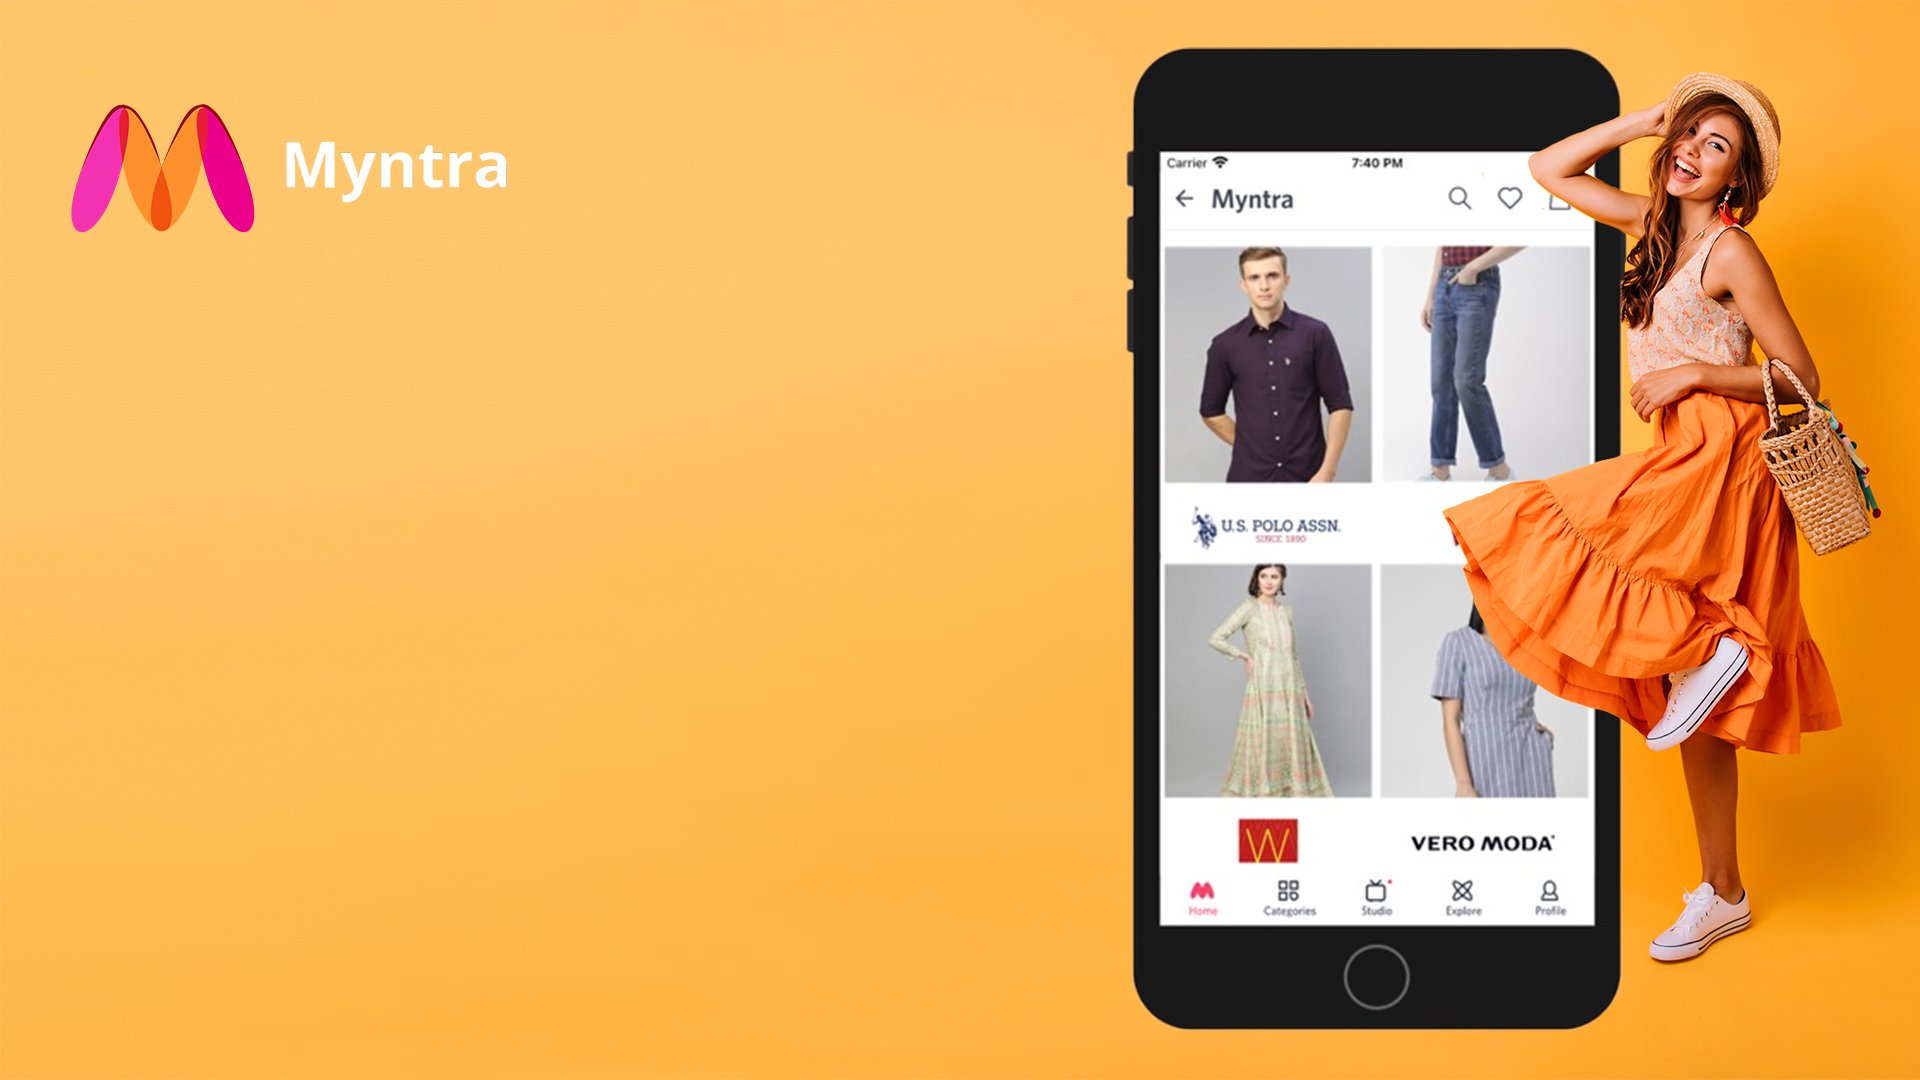 Myntra
Carrier 7:40 PM
Myntra
U.S. POLO ASSN.
SINCE 1890
W
VERO MODA
Home Categories Studio Explore Profile